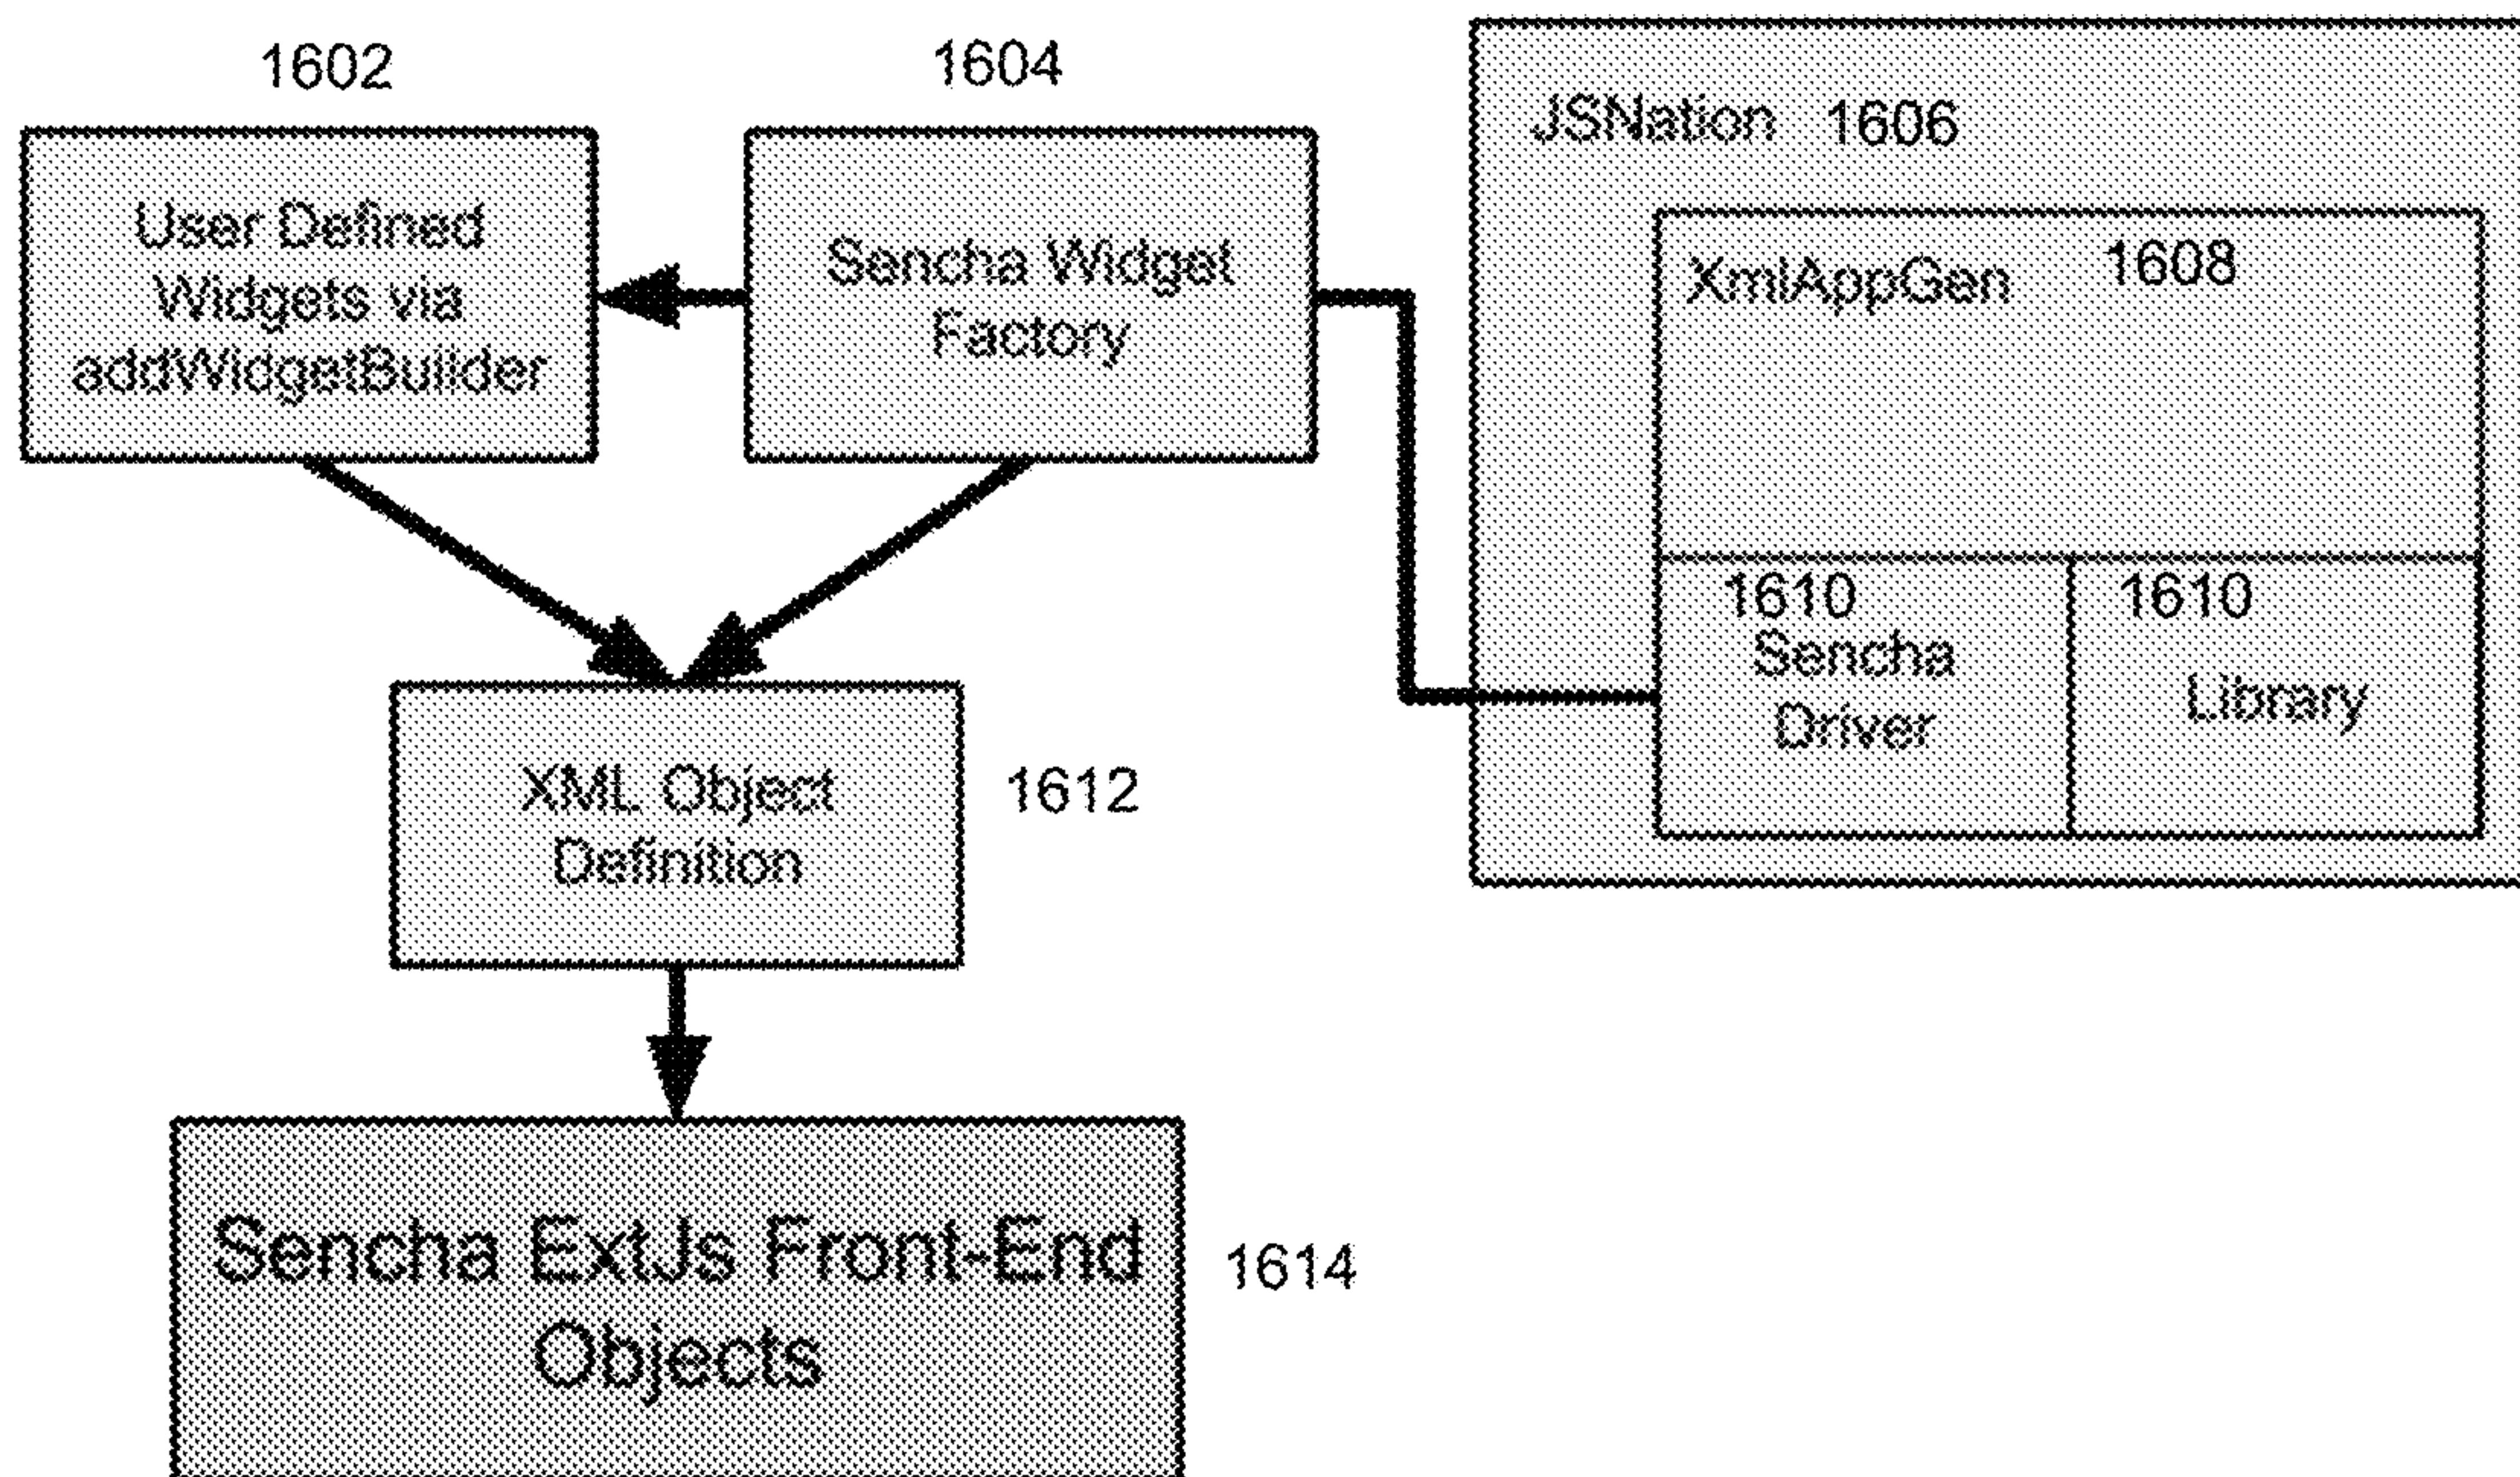 1602
User Defined
Widgets via
addWidgetBuilder
1604
Sencha Widget
Factory
JSNation 1606
XmlAppGen 1608
1610
Sencha
Driver
1610
Library
XML Object
Definition
1612
Sencha ExtJs Front-End
Objects
1614